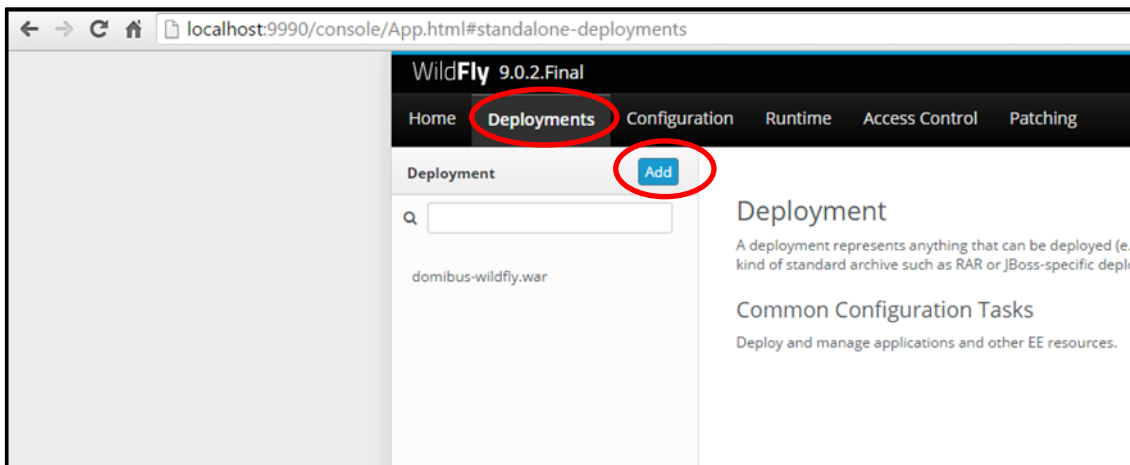 localhost:9990/console/App.html#standalone-deployments
WildFly 9.0.2.Final
Home Deployments Configuration Runtime Access Control Patching
Deployment Add
domibus-wildfly.war
Deployment
A deployment represents anything that can be deployed (e.
kind of standard archive such as RAR or JBoss-specific deplo
Common Configuration Tasks
Deploy and manage applications and other EE resources.